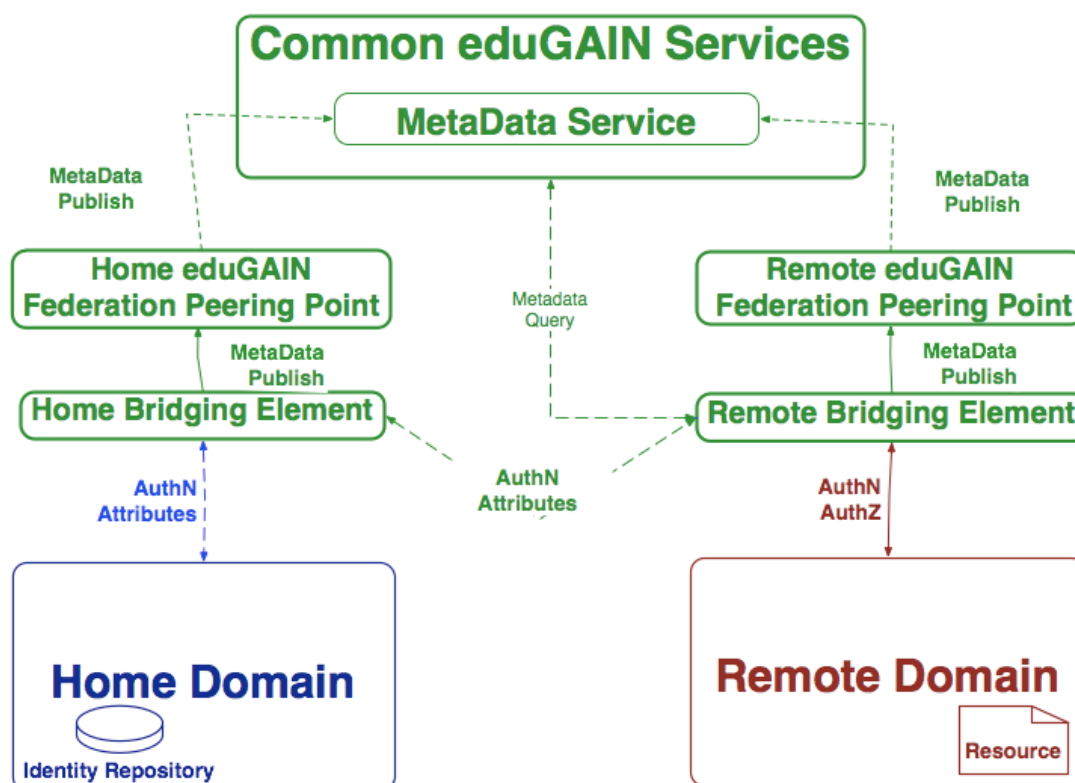 Common eduGAIN Services
MetaData Service
MetaData
Publish
MetaData
Publish
Home eduGAIN
Federation Peering Point
Remote eduGAIN
Federation Peering Point
Metadata
Query
MetaData
Publish
MetaData
Publish
Home Bridging Element
Remote Bridging Element
AuthN
Attributes
AuthN
Attributes
AuthN
AuthZ
Home Domain
Identity Repository
Remote Domain
Resource